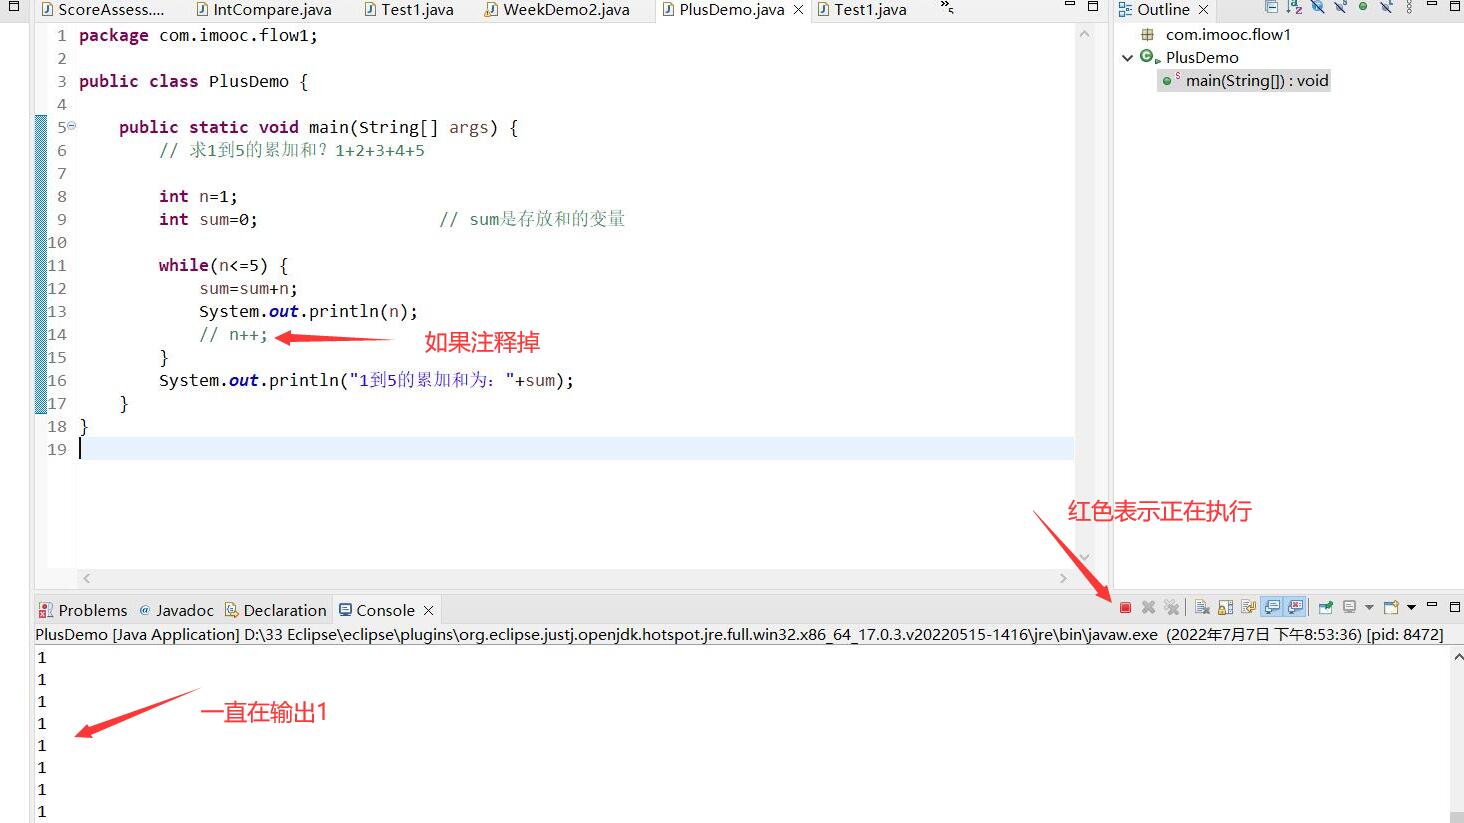 ScoreAssess....
IntCompare.java
Test1.java
WeekDemo2.java
PlusDemo.java
Test1.java
Outline
1 package com.imooc.flow1;
2
3 public class PlusDemo {
4
5 public static void main(String[] args) {
6 // 求1到5的累加和？1+2+3+4+5
7
8 int n=1;
9 int sum=0; // sum是存放和的变量
10
11 while(n<=5) {
12 sum=sum+n;
13 System.out.println(n);
14 // n++;
如果注释掉
15 }
16 System.out.println("1到5的累加和为："+sum);
17 }
18 }
19
com.imooc.flow1
PlusDemo
main(String[]) : void
红色表示正在执行
Problems
@ Javadoc
Declaration
Console
PlusDemo [Java Application] D:\33 Eclipse\eclipse\plugins\org.eclipse.justj.openjdk.hotspot.jre.full.win32.x86_64_17.0.3.v20220515-1416\jre\bin\javaw.exe (2022年7月7日 下午8:53:36) [pid: 8472]
1
1
1
一直在输出1
1
1
1
1
1